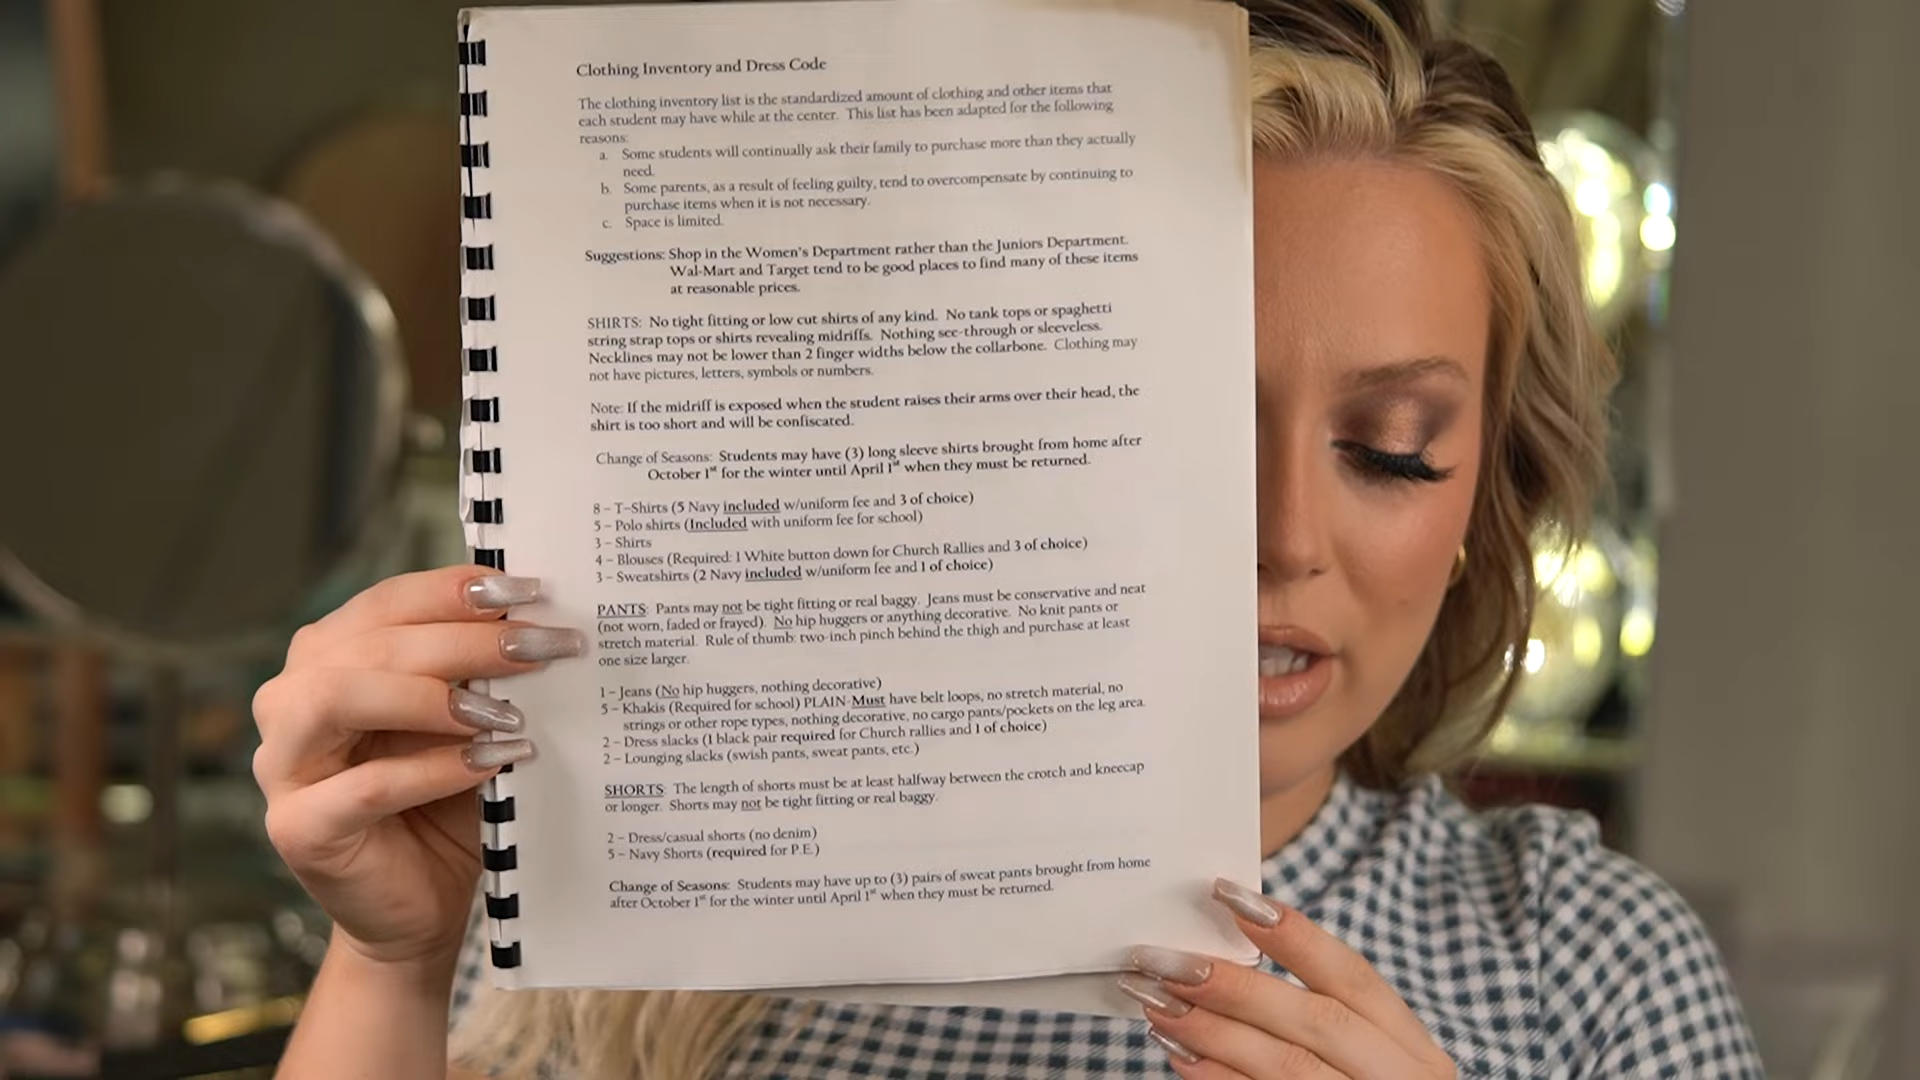 Clothing Inventory and Dress Code
The clothing inventory list is the standardized amount of clothing and other items that
each student may have while at the center. This list has been adapted for the following
reasons:
a. Some students will continually ask their family to purchase more than they actually
need.
b. Some parents, as a result of feeling guilty, tend to overcompensate by continuing to
purchase items when it is not necessary.
c. Space is limited.
Suggestions: Shop in the Women's Department rather than the Juniors Department.
Wal-Mart and Target tend to be good places to find many of these items
at reasonable prices.
SHIRTS: No tight fitting or low cut shirts of any kind. No tank tops or spaghetti
string strap tops or shirts revealing midriffs. Nothing see-through or sleeveless.
Necklines may not be lower than 2 finger widths below the collarbone. Clothing may
not have pictures, letters, symbols or numbers.
Note: If the midriff is exposed when the student raises their arms over their head, the
shirt is too short and will be confiscated.
Change of Seasons: Students may have (3) long sleeve shirts brought from home after
October 1st for the winter until April 1st when they must be returned.
8 – T-Shirts (5 Navy included w/uniform fee and 3 of choice)
5 – Polo shirts (Included with uniform fee for school)
3 – Shirts
4 – Blouses (Required: 1 White button down for Church Rallies and 3 of choice)
3 – Sweatshirts (2 Navy included w/uniform fee and 1 of choice)
PANTS: Pants may not be tight fitting or real baggy. Jeans must be conservative and neat
(not worn, faded or frayed). No hip huggers or anything decorative. No knit pants or
stretch material. Rule of thumb: two-inch pinch behind the thigh and purchase at least
one size larger.
1 – Jeans (No hip huggers, nothing decorative)
5 – Khakis (Required for school) PLAIN-Must have belt loops, no stretch material, no
strings or other rope types, nothing decorative, no cargo pants/pockets on the leg area.
2 – Dress slacks (1 black pair required for Church rallies and 1 of choice)
2 – Lounging slacks (swish pants, sweat pants, etc.)
SHORTS: The length of shorts must be at least halfway between the crotch and kneecap
or longer. Shorts may not be tight fitting or real baggy.
2 – Dress/casual shorts (no denim)
5 – Navy Shorts (required for P.E.)
Change of Seasons: Students may have up to (3) pairs of sweat pants brought from home
after October 1st for the winter until April 1st when they must be returned.